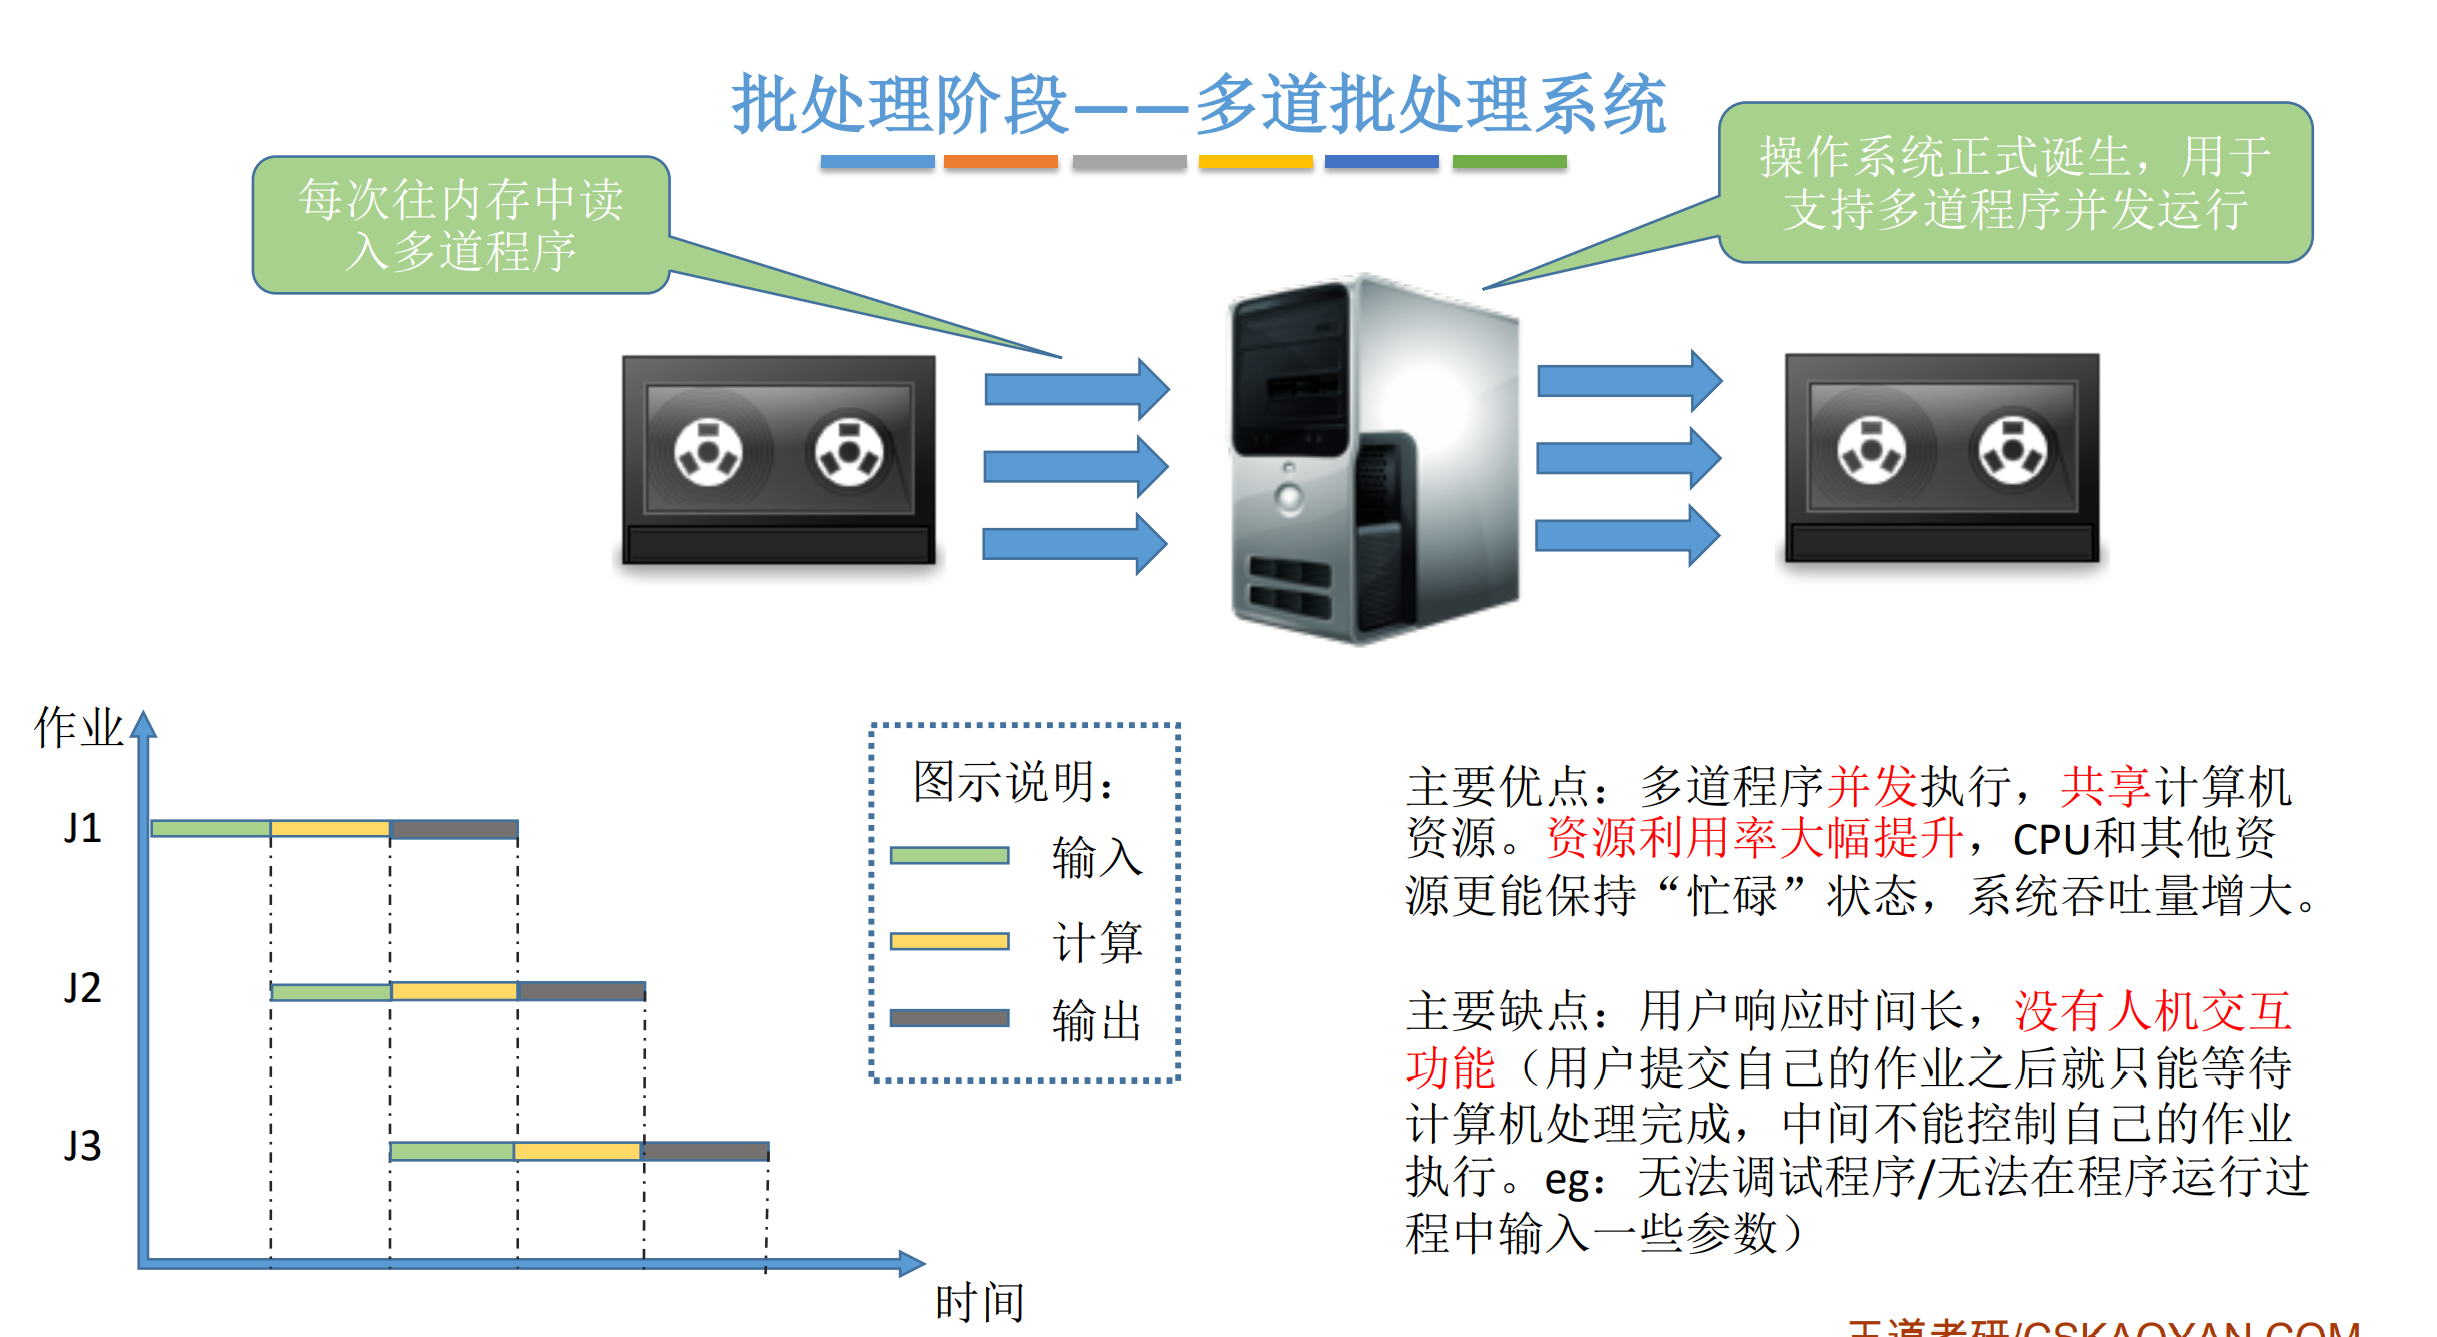 批处理阶段——多道批处理系统
每次往内存中读
入多道程序
操作系统正式诞生，用于
支持多道程序并发运行
作业
J1
J2
J3
时间
图示说明：
输入
计算
输出
主要优点：多道程序并发执行，共享计算机
资源。资源利用率大幅提升，CPU和其他资
源更能保持“忙碌”状态，系统吞吐量增大。
主要缺点：用户响应时间长，没有人机交互
功能（用户提交自己的作业之后就只能等待
计算机处理完成，中间不能控制自己的作业
执行。eg：无法调试程序/无法在程序运行过
程中输入一些参数）
王道考研/CSKAOYAN.COM